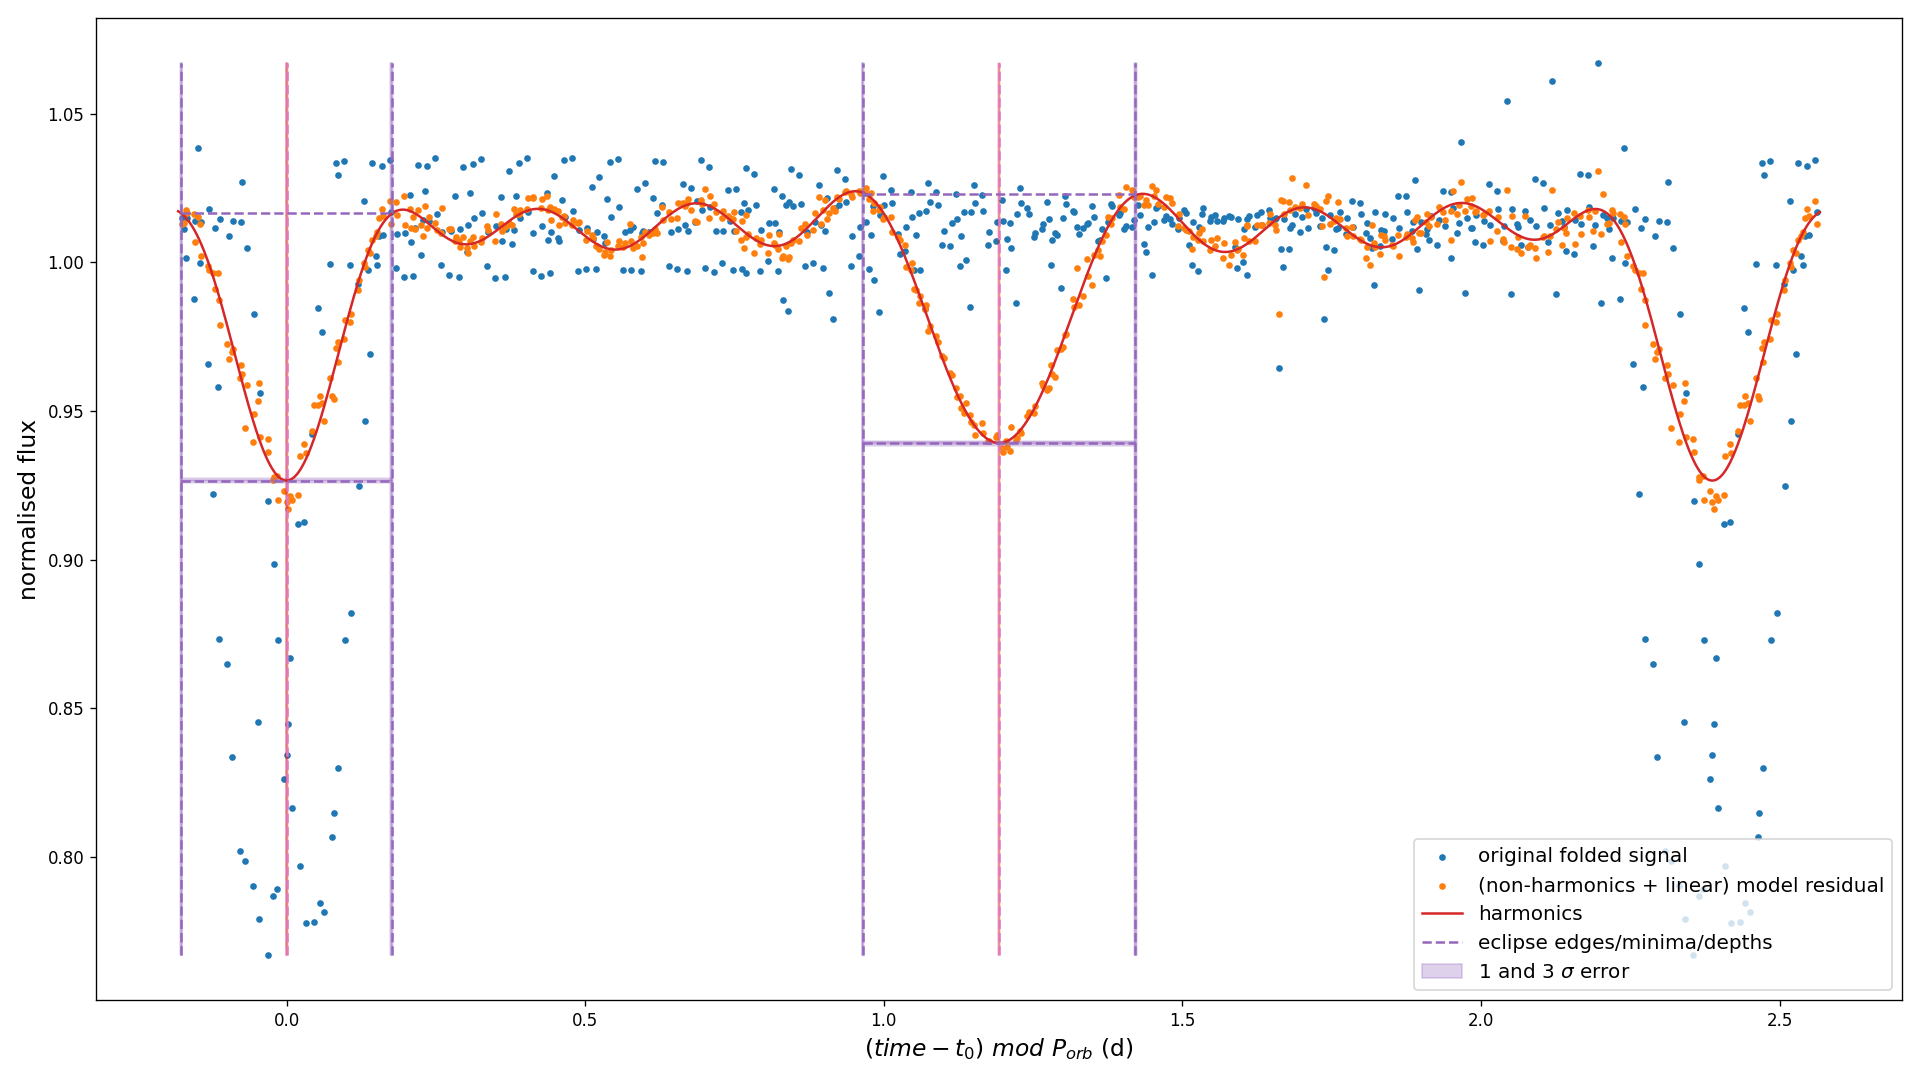 1.05
1.00
0.95
0.90
0.85
0.80
normalised flux
original folded signal
(non-harmonics + linear) model residual
harmonics
eclipse edges/minima/depths
1 and 3 σ error
0.0 0.5 1.0 1.5 2.0 2.5
(time − t₀) mod Pₒᵣb (d)